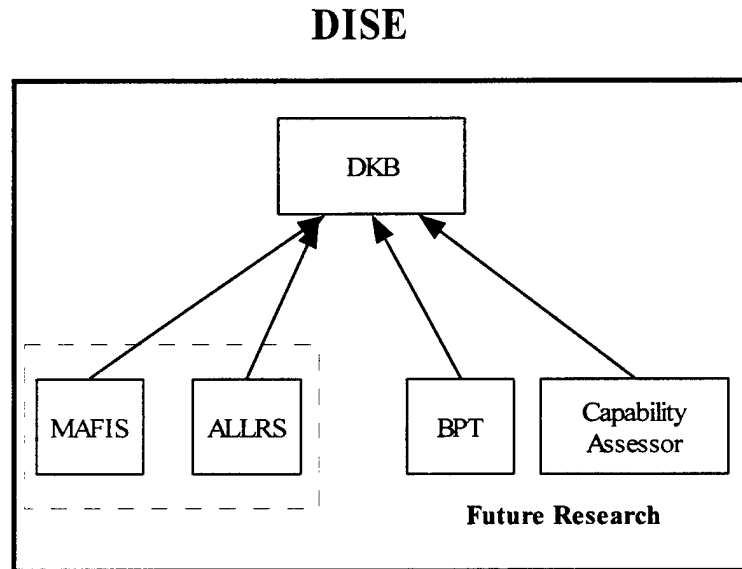 DISE
DKB
MAFIS
ALLRS
BPT
Capability
Assessor
Future Research